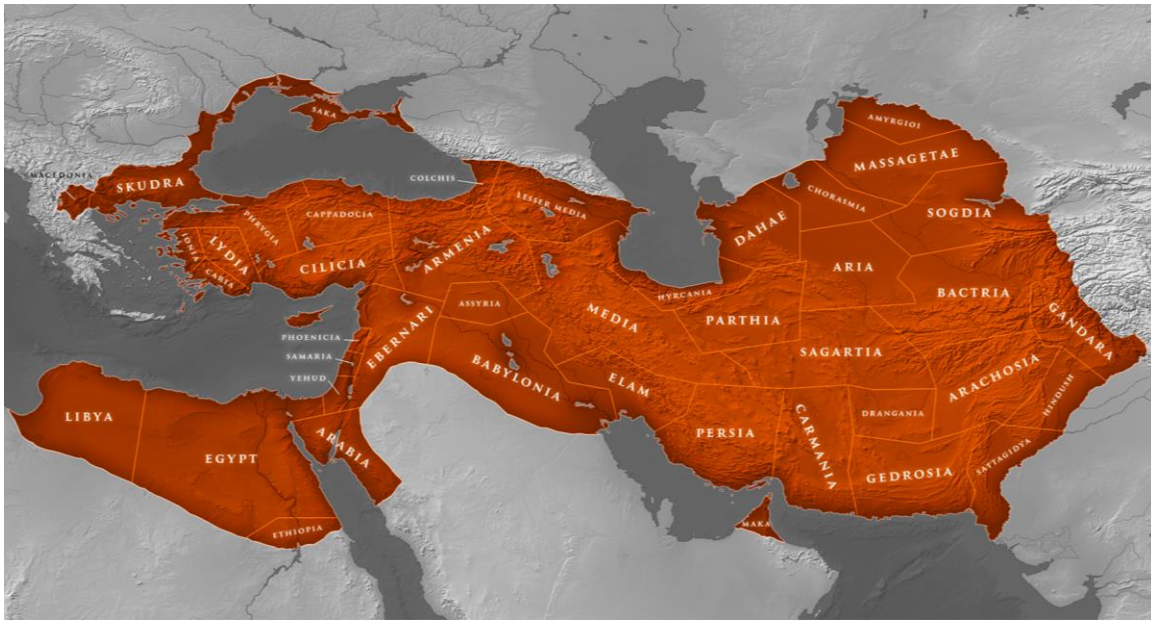 SAKA
AMYRGIOI
MASSAGETAE
MACEDONIA
SKUDRA
COLCHIS
LESSER MEDIA
CHORASMIA
SOGDIA
DAHAE
PHRYGIA
CAPPADOCIA
IONIA
LYDIA
CARIA
CILICIA
ARMENIA
ARIA
BACTRIA
HYRCANIA
ASSYRIA
MEDIA
PARTHIA
GANDARA
PHOENICIA
SAMARIA
YEHUD
EBERNARI
BABYLONIA
ELAM
SAGARTIA
ARACHOSIA
HINDUSH
LIBYA
EGYPT
ARABIA
PERSIA
CARMANIA
DRANGANIA
GEDROSIA
SATTAGIDYA
ETHIOPIA
MAKA